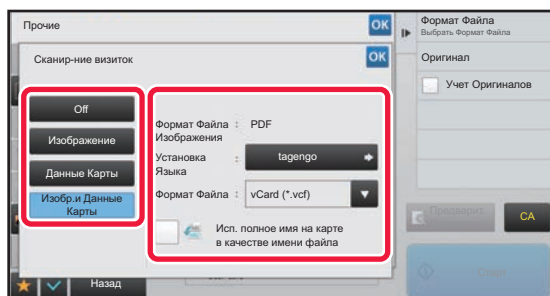 Прочие
OK
Сканир-ние визиток
OK
Off
Изображение
Данные Карты
Изобр.и Данные
Карты
Формат Файла : PDF
Изображения
Установка : tagengo
Языка
Формат Файла : vCard (*.vcf)
Исп. полное имя на карте
в качестве имени файла
Назад
Формат Файла
Выбрать Формат Файла
Оригинал
Учет Оригиналов
Предварит.
CA
Старт